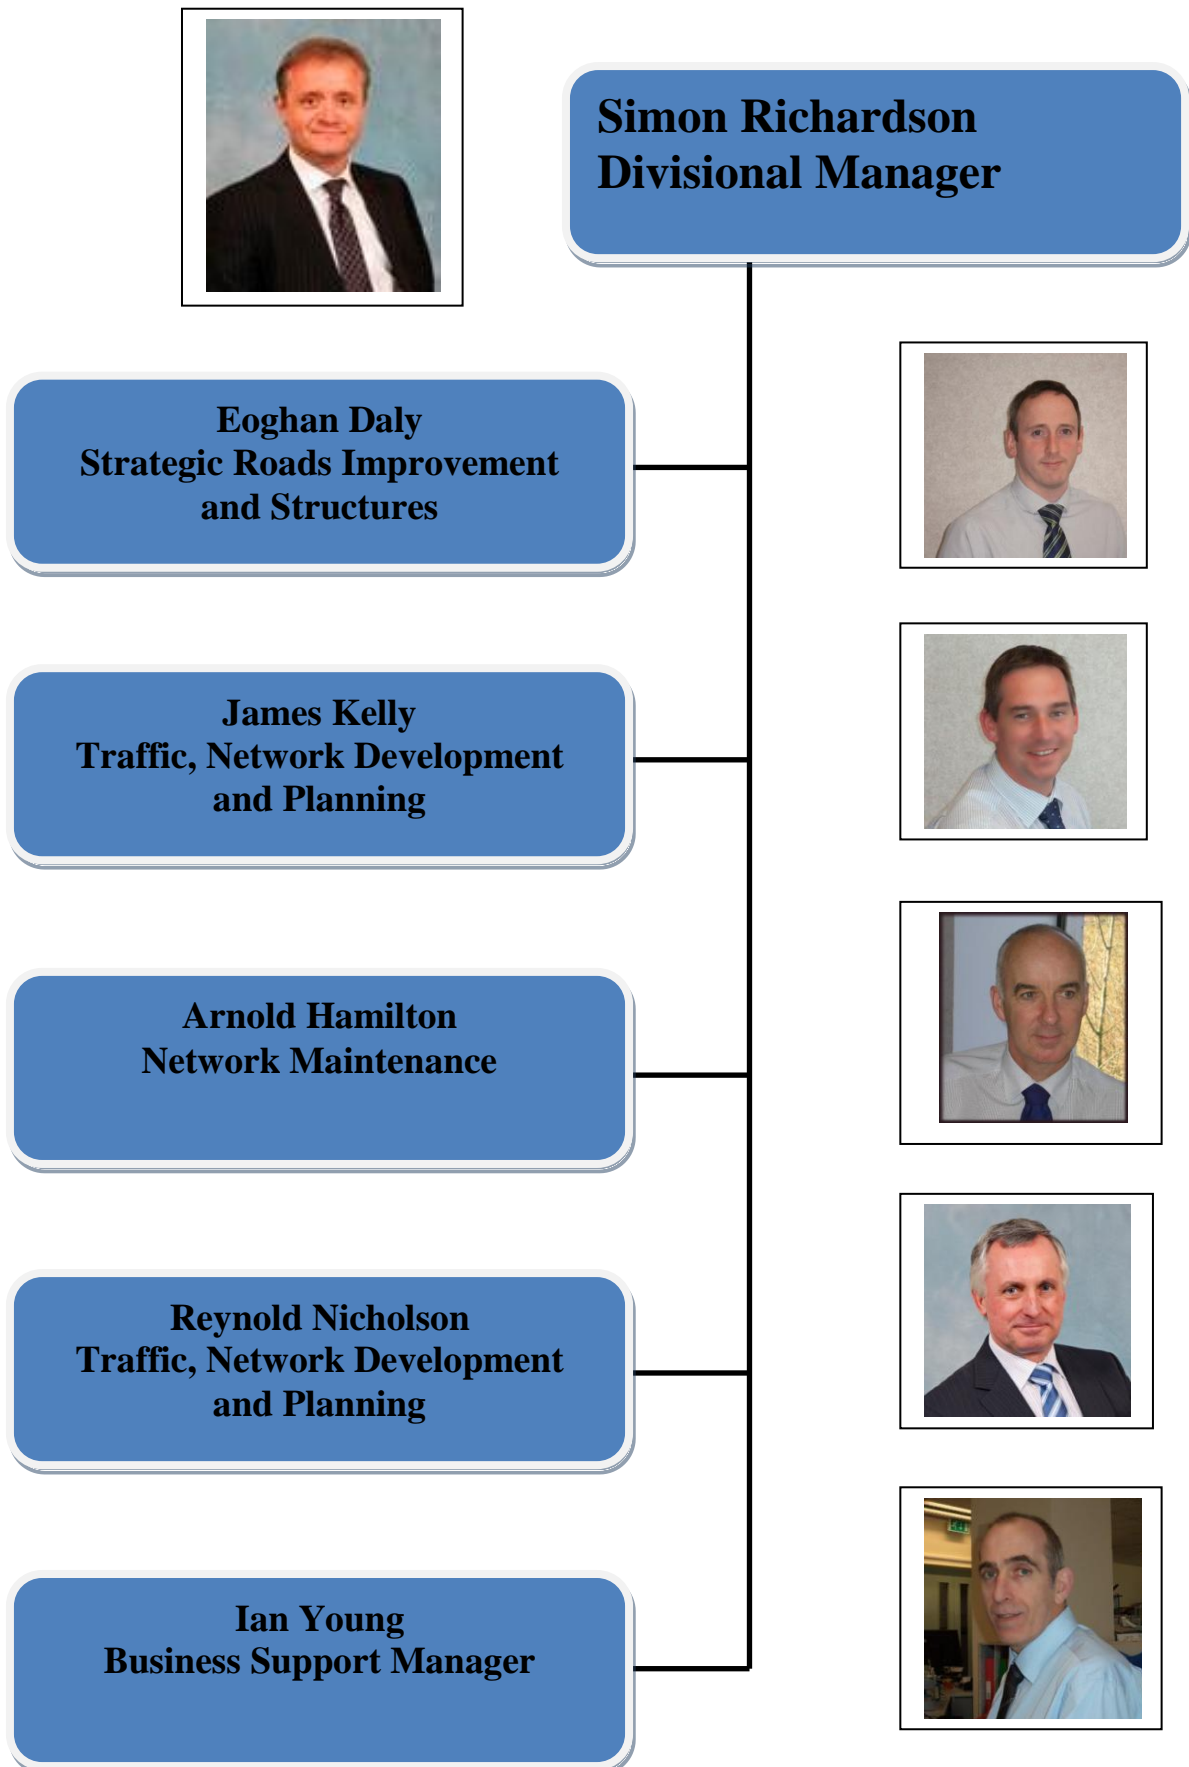 Simon Richardson
Divisional Manager
Eoghan Daly
Strategic Roads Improvement
and Structures
James Kelly
Traffic, Network Development
and Planning
Arnold Hamilton
Network Maintenance
Reynold Nicholson
Traffic, Network Development
and Planning
Ian Young
Business Support Manager